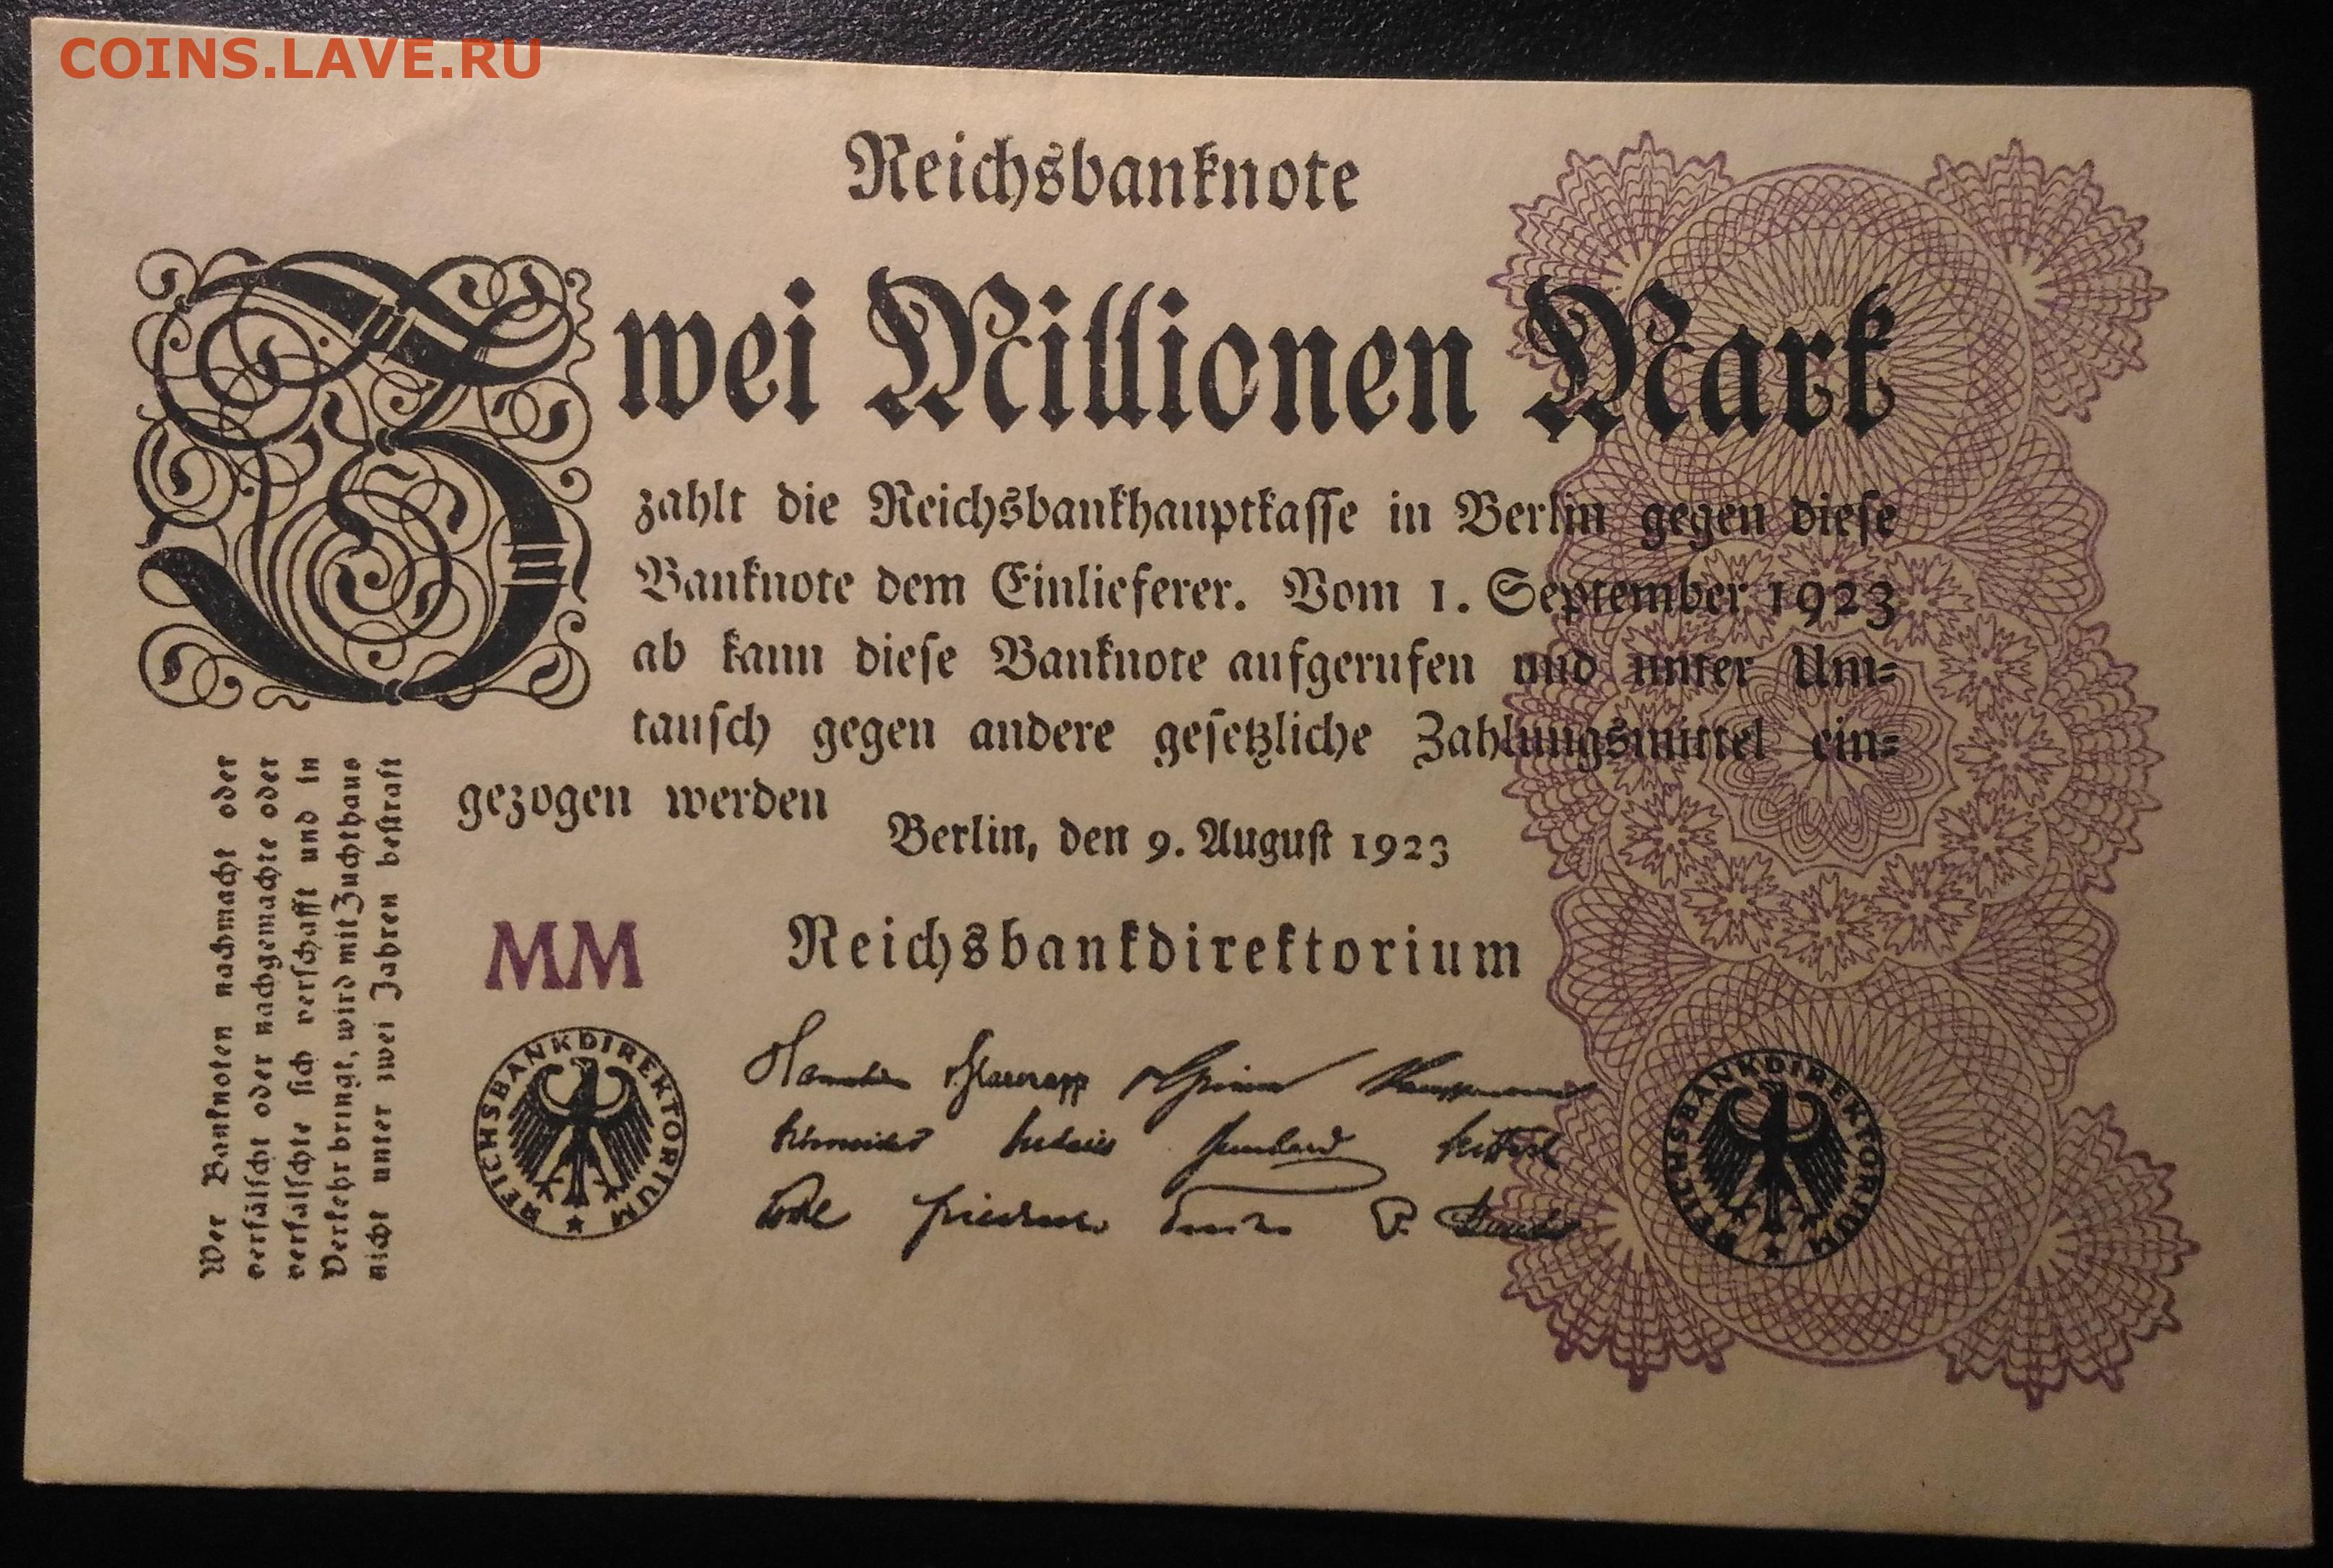 COINS.LAVE.RU
Reichsbanknote
Zwei Millionen Mark
zahlt die Reichsbankhauptkasse in Berlin gegen diese
Banknote dem Einlieferer. Vom 1. September 1923
ab kann diese Banknote aufgerufen und unter Um=
tausch gegen andere gesetzliche Zahlungsmittel ein=
gezogen werden
Berlin, den 9. August 1923
Reichsbankdirektorium
MM
REICHSBANKDIREKTORIUM
REICHSBANKDIREKTORIUM
Wer Banknoten nachmacht oder
verfälscht oder nachgemachte oder
verfälschte sich verschafft und in
Verkehr bringt, wird mit Zuchthaus
nicht unter zwei Jahren bestraft